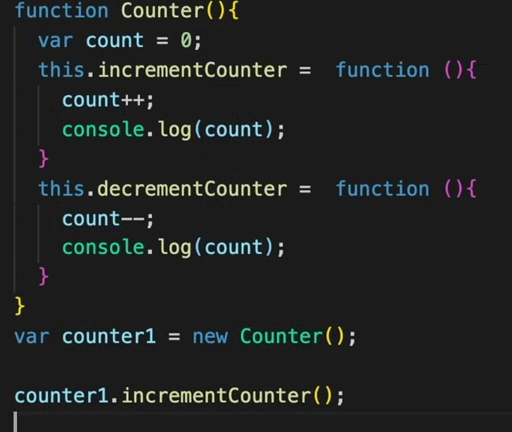 function Counter(){
  var count = 0;
  this.incrementCounter =  function (){
    count++;
    console.log(count);
  }
  this.decrementCounter =  function (){
    count--;
    console.log(count);
  }
}
var counter1 = new Counter();

counter1.incrementCounter();